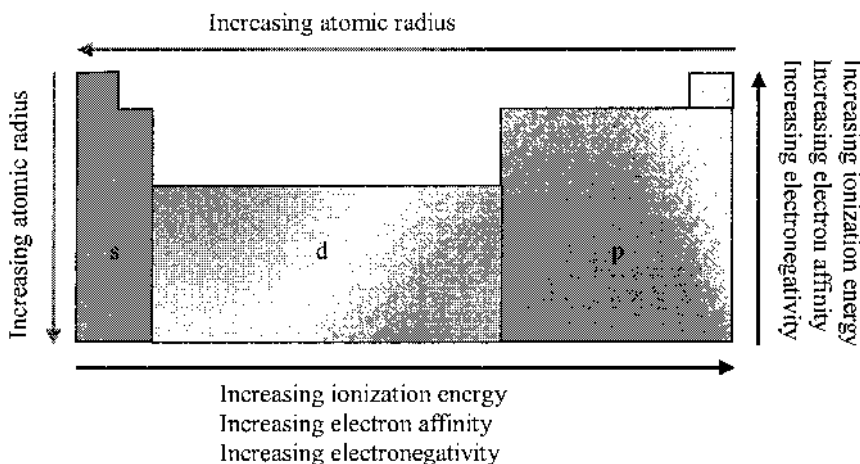 Increasing atomic radius
Increasing atomic radius
s
d
p
Increasing ionization energy
Increasing electron affinity
Increasing electronegativity
Increasing ionization energy
Increasing electron affinity
Increasing electronegativity